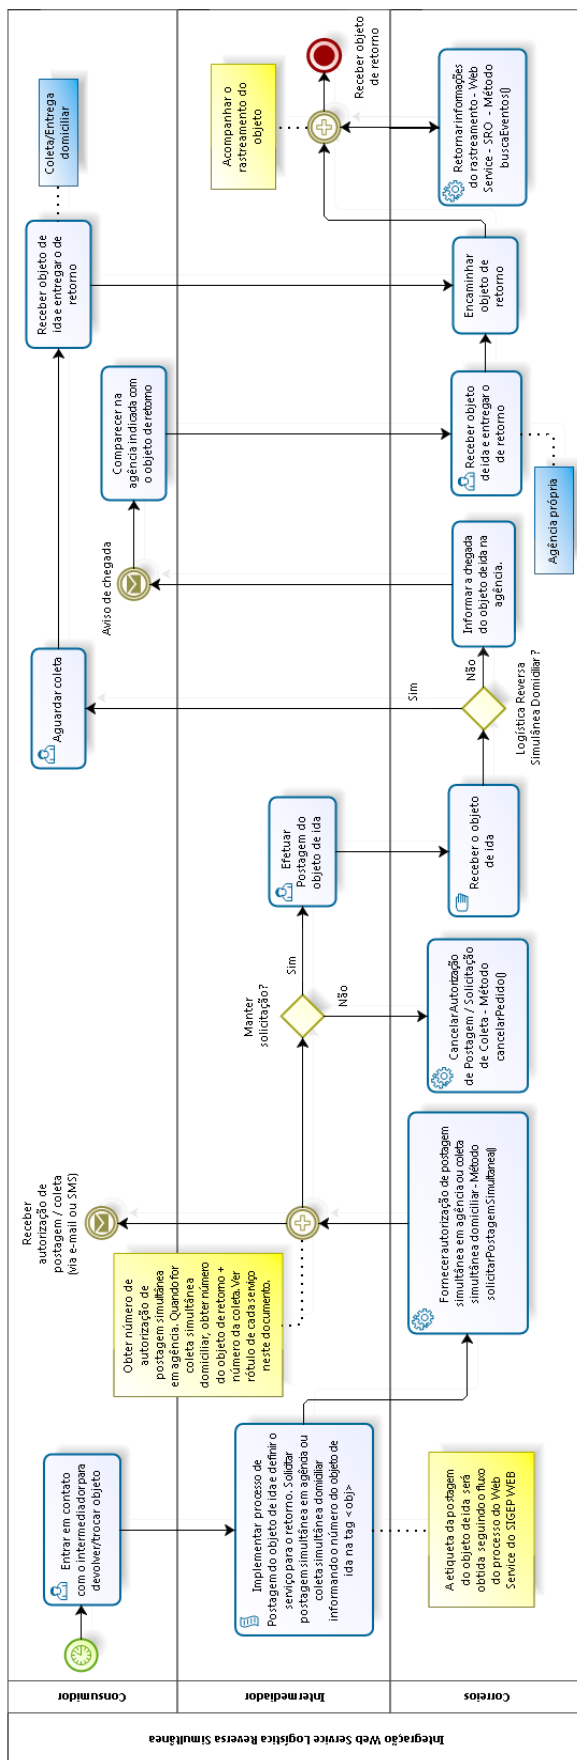 Integração Web Service Logística Reversa Simultânea
Consumidor
Intermediador
Correios
Entrar em contato
com o intermediador para
devolver/trocar objeto
Implementar processo de
Postagem do objeto de ida e definir o
serviço para o retorno. Solicitar
postagem simultânea em agência ou
coleta simultânea domiciliar
informando o número do objeto de
ida na tag <obj>
A etiqueta da postagem
do objeto de ida será
obtida seguindo o fluxo
do processo do Web
Service do SIGEP WEB
Obter número de
autorização de
postagem simultânea
em agência. Quando for
coleta simultânea
domiciliar, obter número
do objeto de retorno +
número da coleta. Ver
rótulo de cada serviço
neste documento.
Receber
autorização de
postagem / coleta
(via e-mail ou SMS)
Fornecer autorização de postagem
simultânea em agência ou coleta
simultânea domiciliar - Método
solicitarPostagemSimultanea()
Manter
solicitação?
Sim
Não
Cancelar Autorização
de Postagem / Solicitação
de Coleta - Método
cancelarPedido()
Efetuar
Postagem do
objeto de ida
Receber o objeto
de ida
Logística Reversa
Simulânea Domiciliar?
Sim
Não
Aguardar coleta
Informar a chegada
do objeto de ida na
agência.
Aviso de chegada
Comparecer na
agência indicada com
o objeto de retorno
Receber objeto
de ida e entregar o
de retorno
Agência própria
Receber objeto de
ida e entregar o de
retorno
Coleta/Entrega
domiciliar
Encaminhar
objeto de
retorno
Acompanhar o
rastreamento do
objeto
Receber objeto
de retorno
Retornar informações
do rastreamento - Web
Service - SRO - Método
buscaEventos()